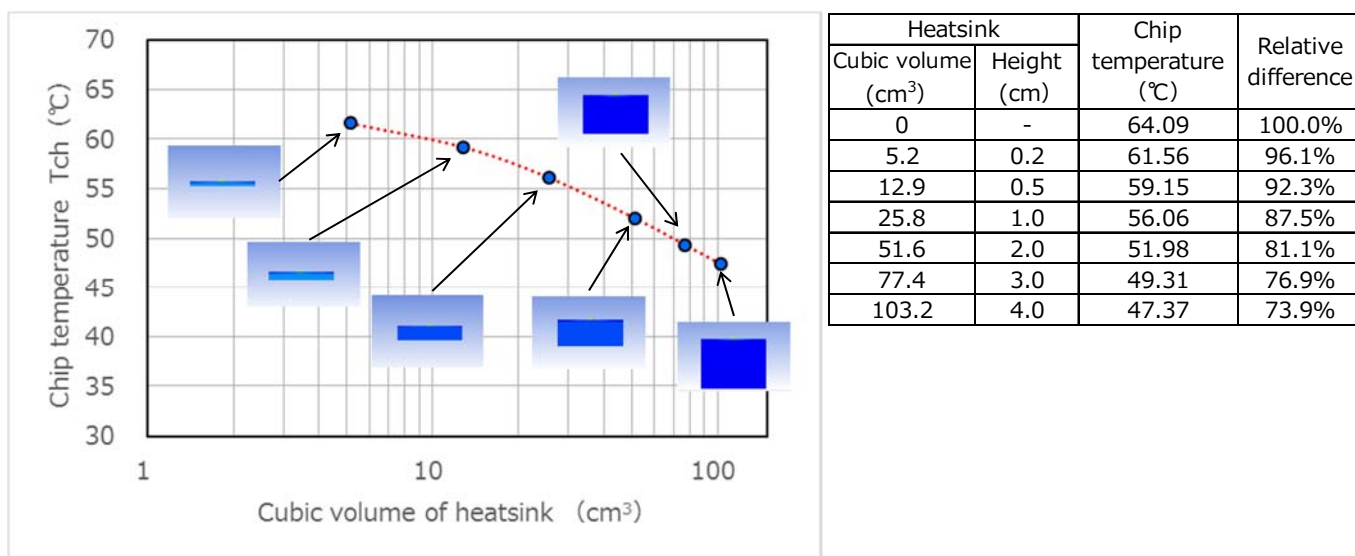 70
65
60
55
50
45
40
35
30
Chip temperature Tch (℃)
1 10 100
Cubic volume of heatsink (cm³)
Heatsink Chip temperature (℃) Relative difference
Cubic volume (cm³) Height (cm)
0 - 64.09 100.0%
5.2 0.2 61.56 96.1%
12.9 0.5 59.15 92.3%
25.8 1.0 56.06 87.5%
51.6 2.0 51.98 81.1%
77.4 3.0 49.31 76.9%
103.2 4.0 47.37 73.9%